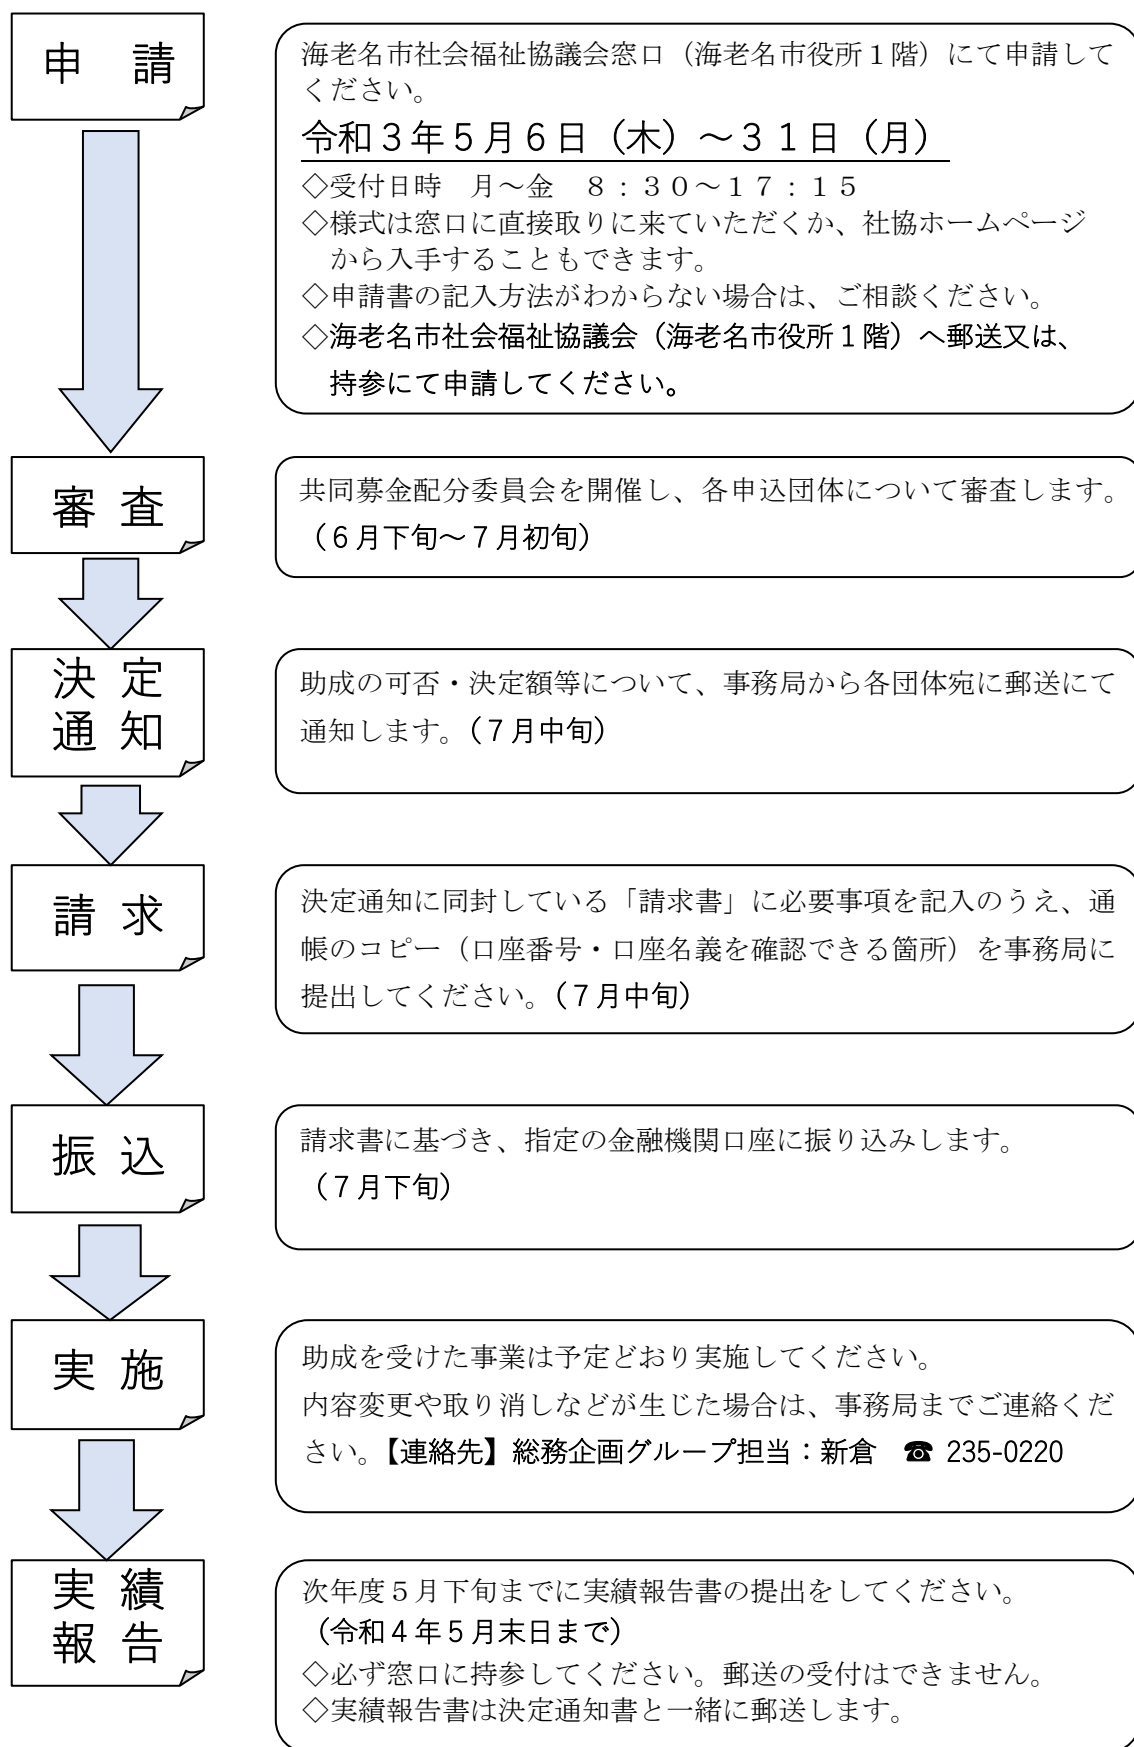 申　請
海老名市社会福祉協議会窓口（海老名市役所１階）にて申請して
ください。
令和３年５月６日（木）～３１日（月）
◇受付日時　月～金　８：３０～１７：１５
◇様式は窓口に直接取りに来ていただくか、社協ホームページ
から入手することもできます。
◇申請書の記入方法がわからない場合は、ご相談ください。
◇海老名市社会福祉協議会（海老名市役所１階）へ郵送又は、
持参にて申請してください。
審 査
共同募金配分委員会を開催し、各申込団体について審査します。
（６月下旬～７月初旬）
決 定
通 知
助成の可否・決定額等について、事務局から各団体宛に郵送にて
通知します。（７月中旬）
請 求
決定通知に同封している「請求書」に必要事項を記入のうえ、通
帳のコピー（口座番号・口座名義を確認できる箇所）を事務局に
提出してください。（７月中旬）
振 込
請求書に基づき、指定の金融機関口座に振り込みします。
（７月下旬）
実 施
助成を受けた事業は予定どおり実施してください。
内容変更や取り消しなどが生じた場合は、事務局までご連絡くだ
さい。【連絡先】総務企画グループ担当：新倉　☎ 235-0220
実 績
報 告
次年度５月下旬までに実績報告書の提出をしてください。
（令和４年５月末日まで）
◇必ず窓口に持参してください。郵送の受付はできません。
◇実績報告書は決定通知書と一緒に郵送します。